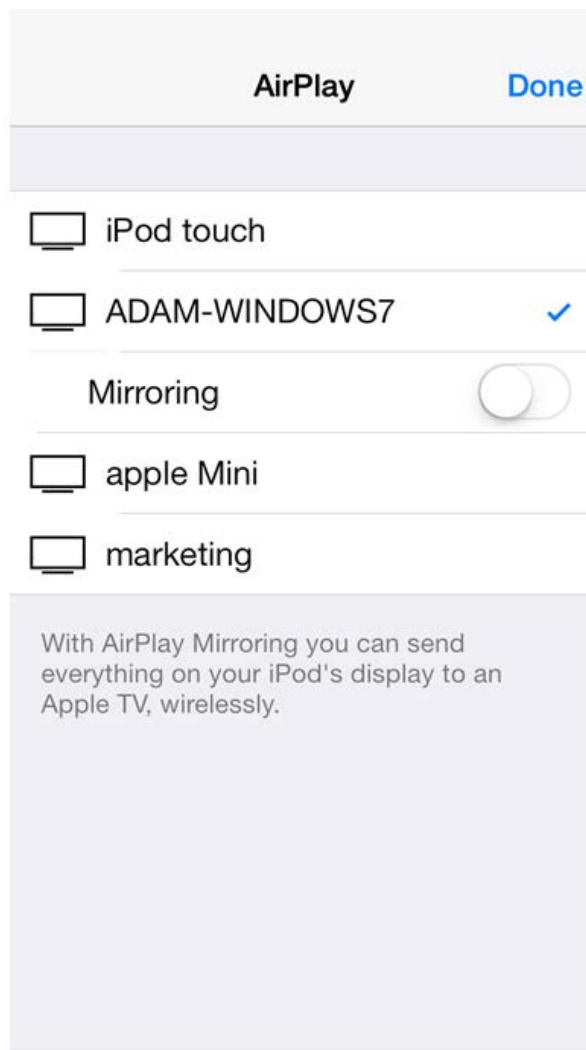 AirPlay Done
iPod touch
ADAM-WINDOWS7
Mirroring
apple Mini
marketing
With AirPlay Mirroring you can send
everything on your iPod's display to an
Apple TV, wirelessly.